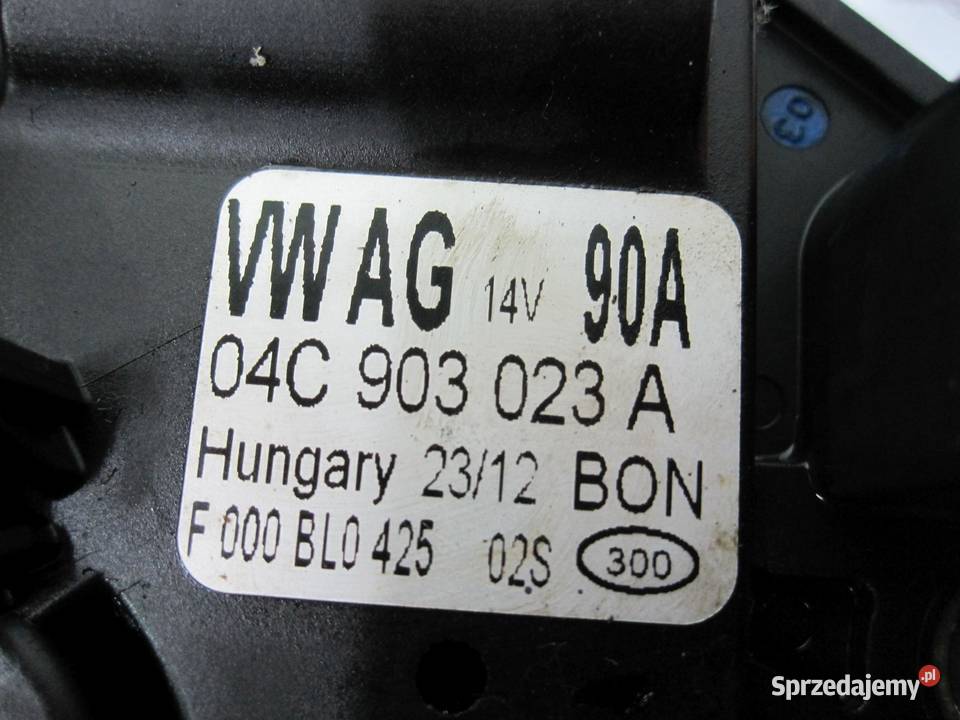 03
VW AG 14V 90A
04C 903 023 A
Hungary 23/12 BON
F 000 BL0 425 02S 300
Sprzedajemy.pl